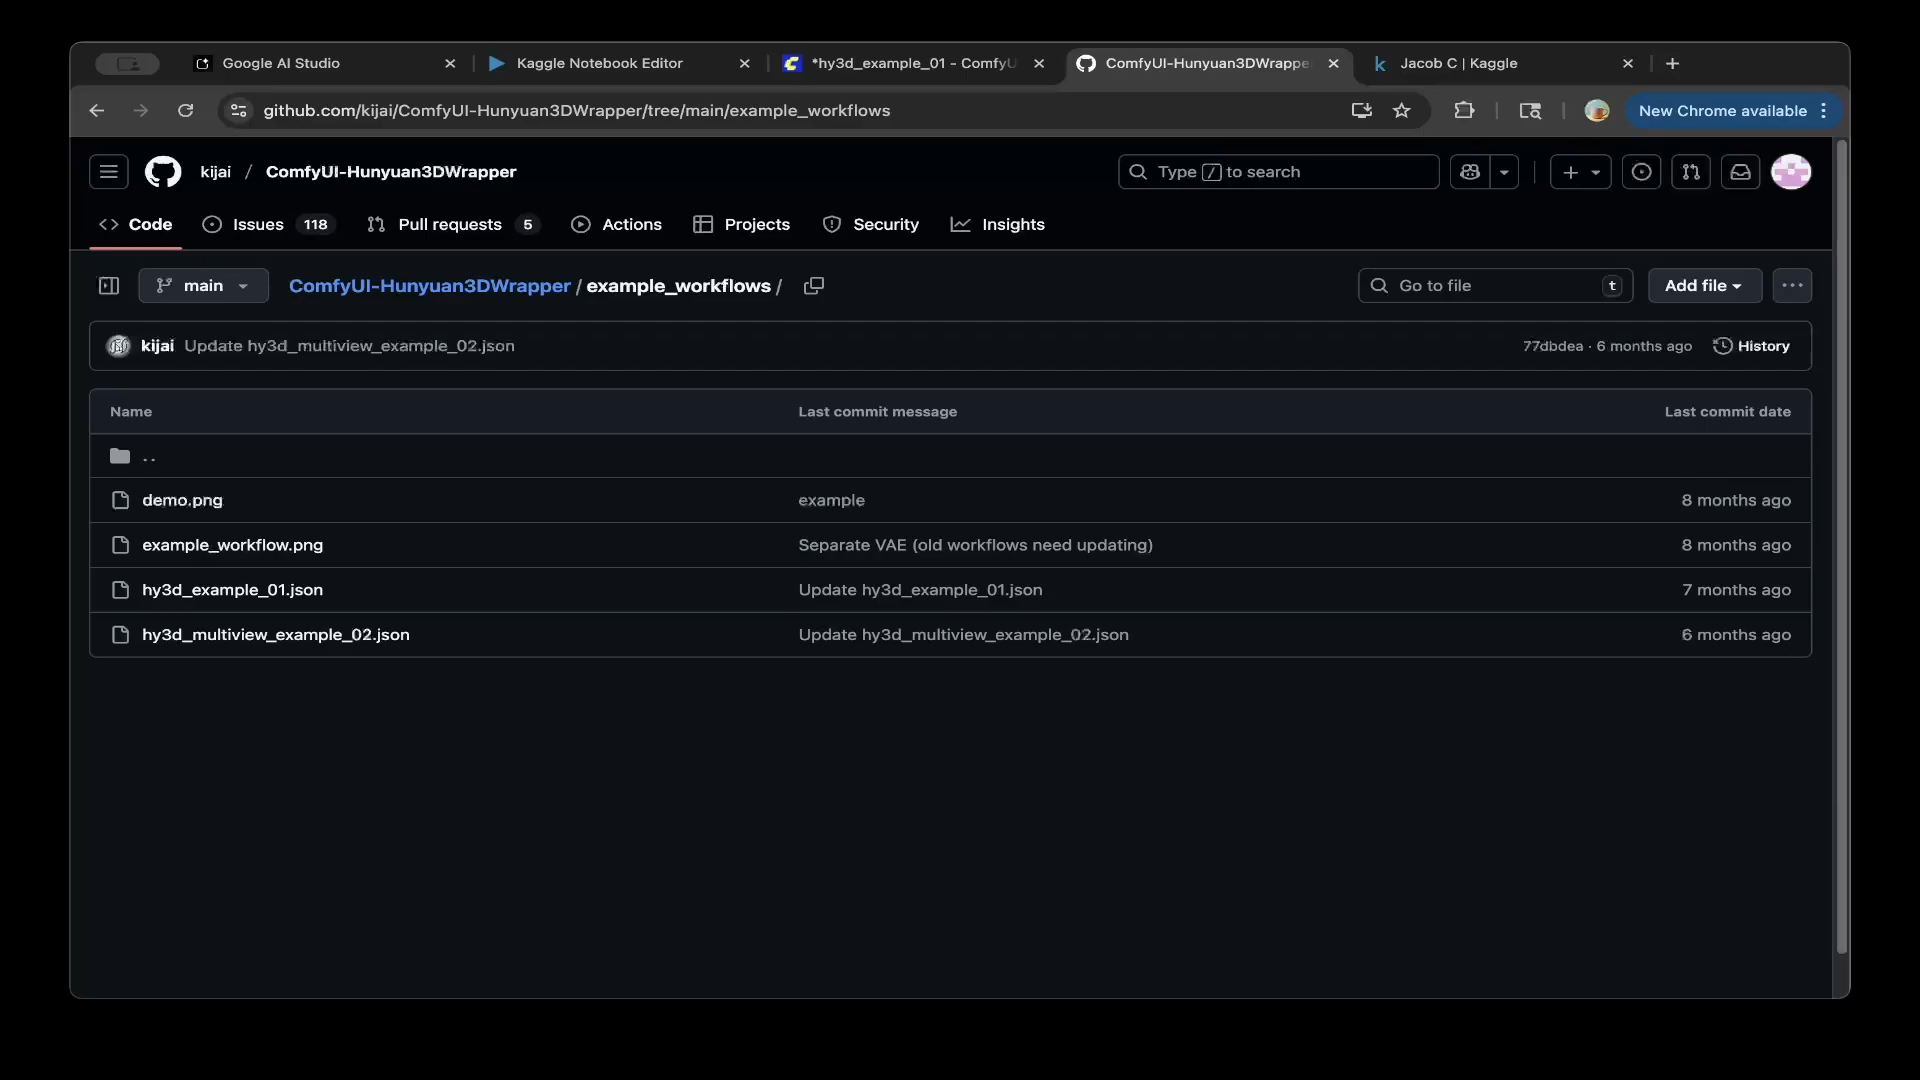 Google AI Studio
Kaggle Notebook Editor
*hy3d_example_01 - ComfyU
ComfyUI-Hunyuan3DWrappe
Jacob C | Kaggle
github.com/kijai/ComfyUI-Hunyuan3DWrapper/tree/main/example_workflows
New Chrome available
kijai / ComfyUI-Hunyuan3DWrapper
Type / to search
Code
Issues 118
Pull requests 5
Actions
Projects
Security
Insights
main
ComfyUI-Hunyuan3DWrapper / example_workflows /
Go to file t
Add file
kijai Update hy3d_multiview_example_02.json
77dbdea · 6 months ago
History
Name Last commit message Last commit date
..
demo.png example 8 months ago
example_workflow.png Separate VAE (old workflows need updating) 8 months ago
hy3d_example_01.json Update hy3d_example_01.json 7 months ago
hy3d_multiview_example_02.json Update hy3d_multiview_example_02.json 6 months ago